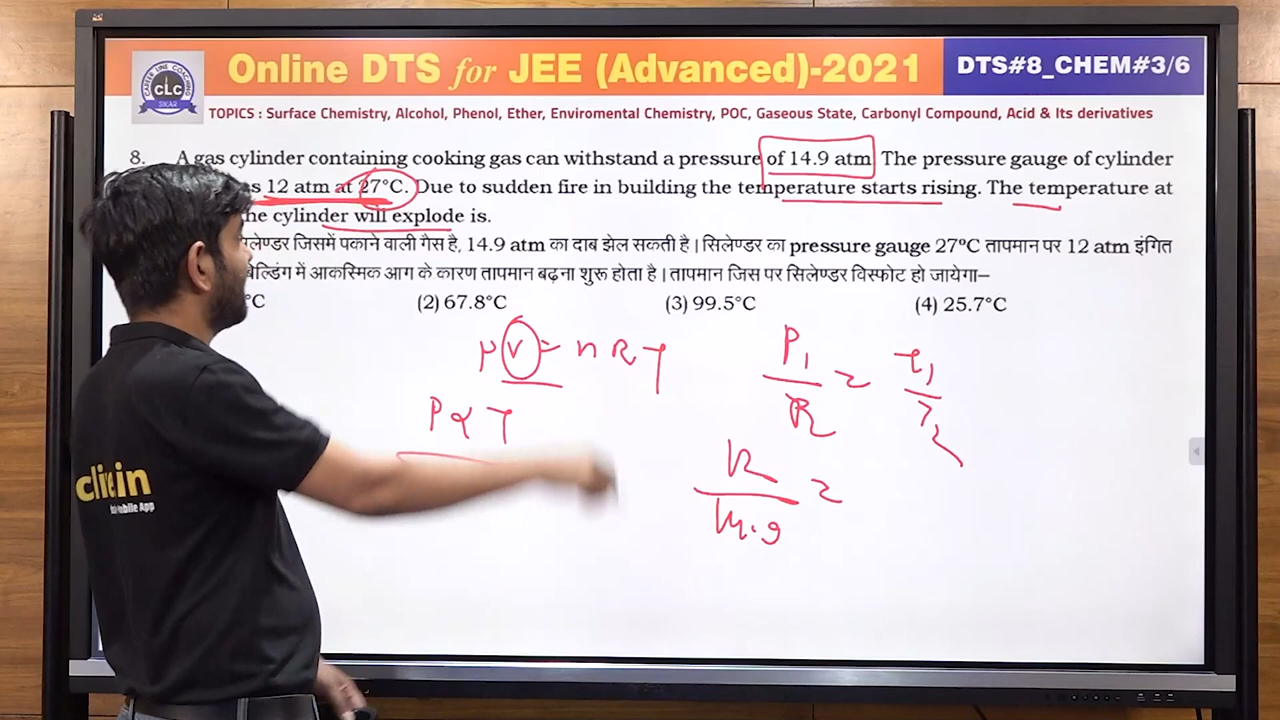 Online DTS for JEE (Advanced)-2021
DTS#8_CHEM#3/6
CAREER LINE COACHING
CLC
SIKAR
TOPICS : Surface Chemistry, Alcohol, Phenol, Ether, Enviromental Chemistry, POC, Gaseous State, Carbonyl Compound, Acid & Its derivatives
8. A gas cylinder containing cooking gas can withstand a pressure of 14.9 atm. The pressure gauge of cylinder
12 atm at 27°C. Due to sudden fire in building the temperature starts rising. The temperature at
the cylinder will explode is.
जिसमें पकाने वाली गैस है, 14.9 atm का दाब झेल सकती है। सिलेण्डर का pressure gauge 27ºC तापमान पर 12 atm इंगित
में आकस्मिक आग के कारण तापमान बढ़ना शुरू होता है। तापमान जिस पर सिलेण्डर विस्फोट हो जायेगा–
°C (2) 67.8°C (3) 99.5°C (4) 25.7°C
PV = nRT
P1/P2 = T1/T2
P α T
12/14.9 =
Mobile App